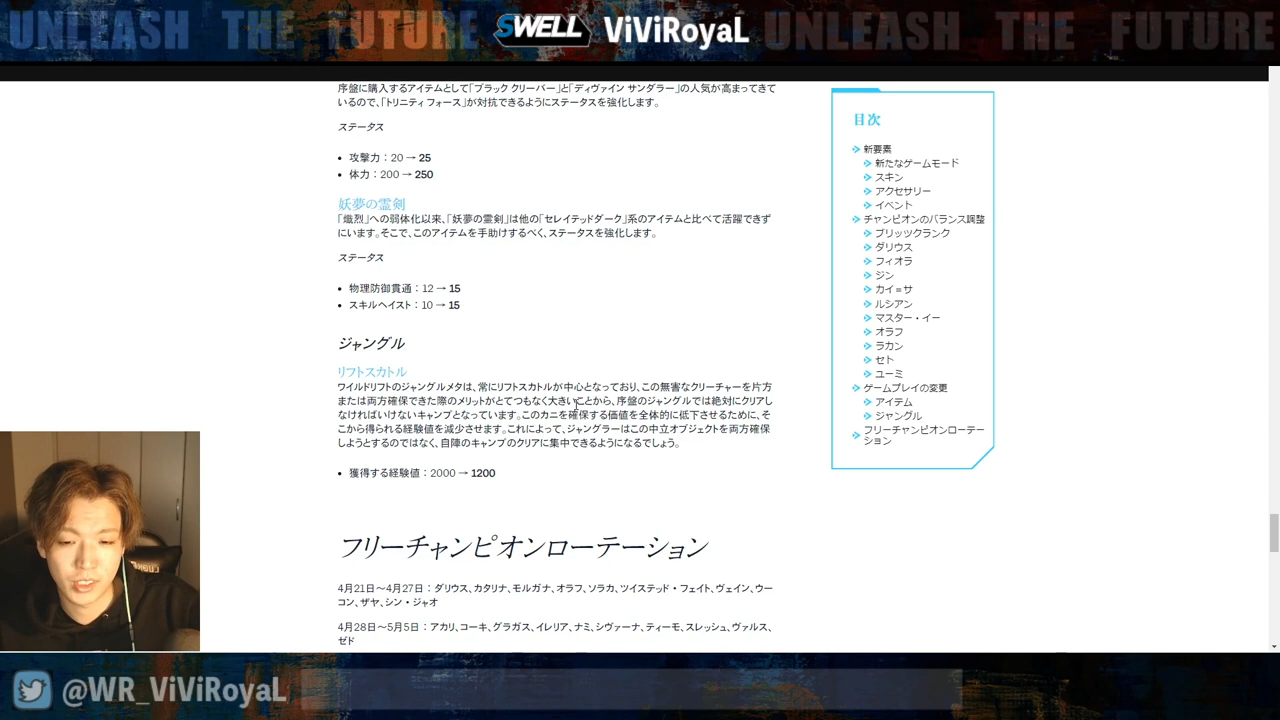 UNLEASH THE FUTURE SWELL ViViRoyaL UNLEASH THE FUTURE
序盤に購入するアイテムとして「ブラック クリーバー」と「ディヴァイン サンダラー」の人気が高まってきて
いるので、「トリニティ フォース」が対抗できるようにステータスを強化します。
ステータス
• 攻撃力：20 → 25
• 体力：200 → 250
妖夢の霊剣
「熾烈」への弱体化以来、「妖夢の霊剣」は他の「セレイテッドダーク」系のアイテムと比べて活躍できず
にいます。そこで、このアイテムを手助けするべく、ステータスを強化します。
ステータス
• 物理防御貫通：12 → 15
• スキルヘイスト：10 → 15
ジャングル
リフトスカトル
ワイルドリフトのジャングルメタは、常にリフトスカトルが中心となっており、この無害なクリーチャーを片方
または両方確保できた際のメリットがとてつもなく大きいことから、序盤のジャングルでは絶対にクリアし
なければいけないキャンプとなっています。このカニを確保する価値を全体的に低下させるために、そ
こから得られる経験値を減少させます。これによって、ジャングラーはこの中立オブジェクトを両方確保
しようとするのではなく、自陣のキャンプのクリアに集中できるようになるでしょう。
• 獲得する経験値：2000 → 1200
フリーチャンピオンローテーション
4月21日～4月27日：ダリウス、カタリナ、モルガナ、オラフ、ソラカ、ツイステッド・フェイト、ヴェイン、ウー
コン、ザヤ、シン・ジャオ
4月28日～5月5日：アカリ、コーキ、グラガス、イレリア、ナミ、シヴァーナ、ティーモ、スレッシュ、ヴァルス、
ゼド
目次
新要素
新たなゲームモード
スキン
アクセサリー
イベント
チャンピオンのバランス調整
ブリッツクランク
ダリウス
フィオラ
ジン
カイ＝サ
ルシアン
マスター・イー
オラフ
ラカン
セト
ユーミ
ゲームプレイの変更
アイテム
ジャングル
フリーチャンピオンローテー
ション
@WR_ViViRoyaL